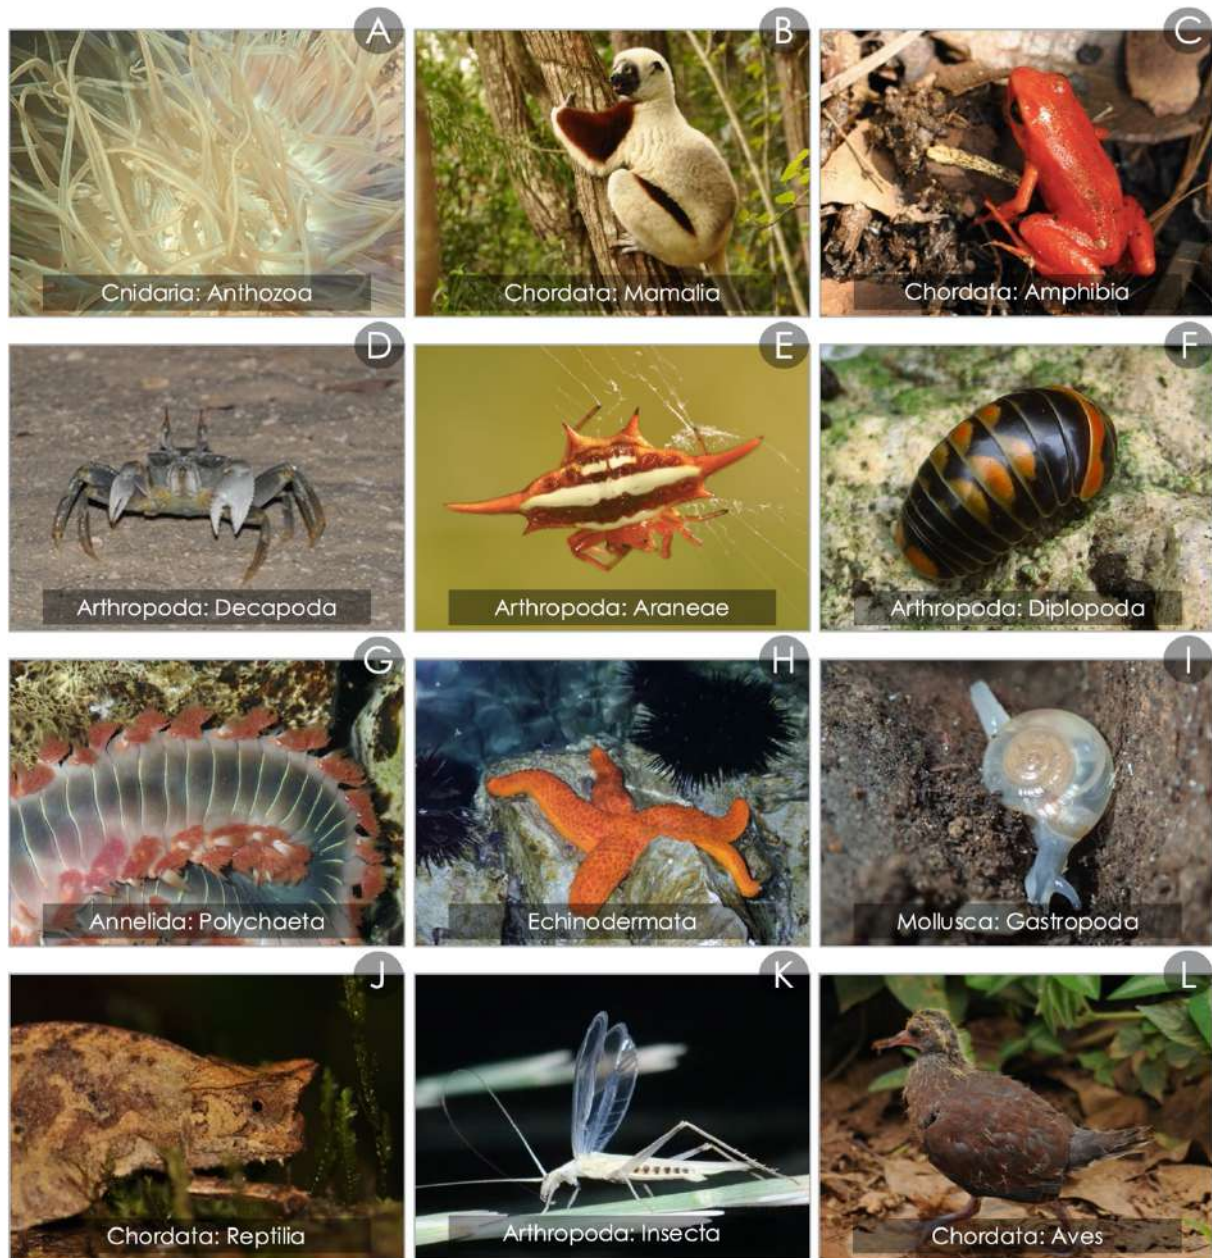 A
Cnidaria: Anthozoa
B
Chordata: Mamalia
C
Chordata: Amphibia
D
Arthropoda: Decapoda
E
Arthropoda: Araneae
F
Arthropoda: Diplopoda
G
Annelida: Polychaeta
H
Echinodermata
I
Mollusca: Gastropoda
J
Chordata: Reptilia
K
Arthropoda: Insecta
L
Chordata: Aves